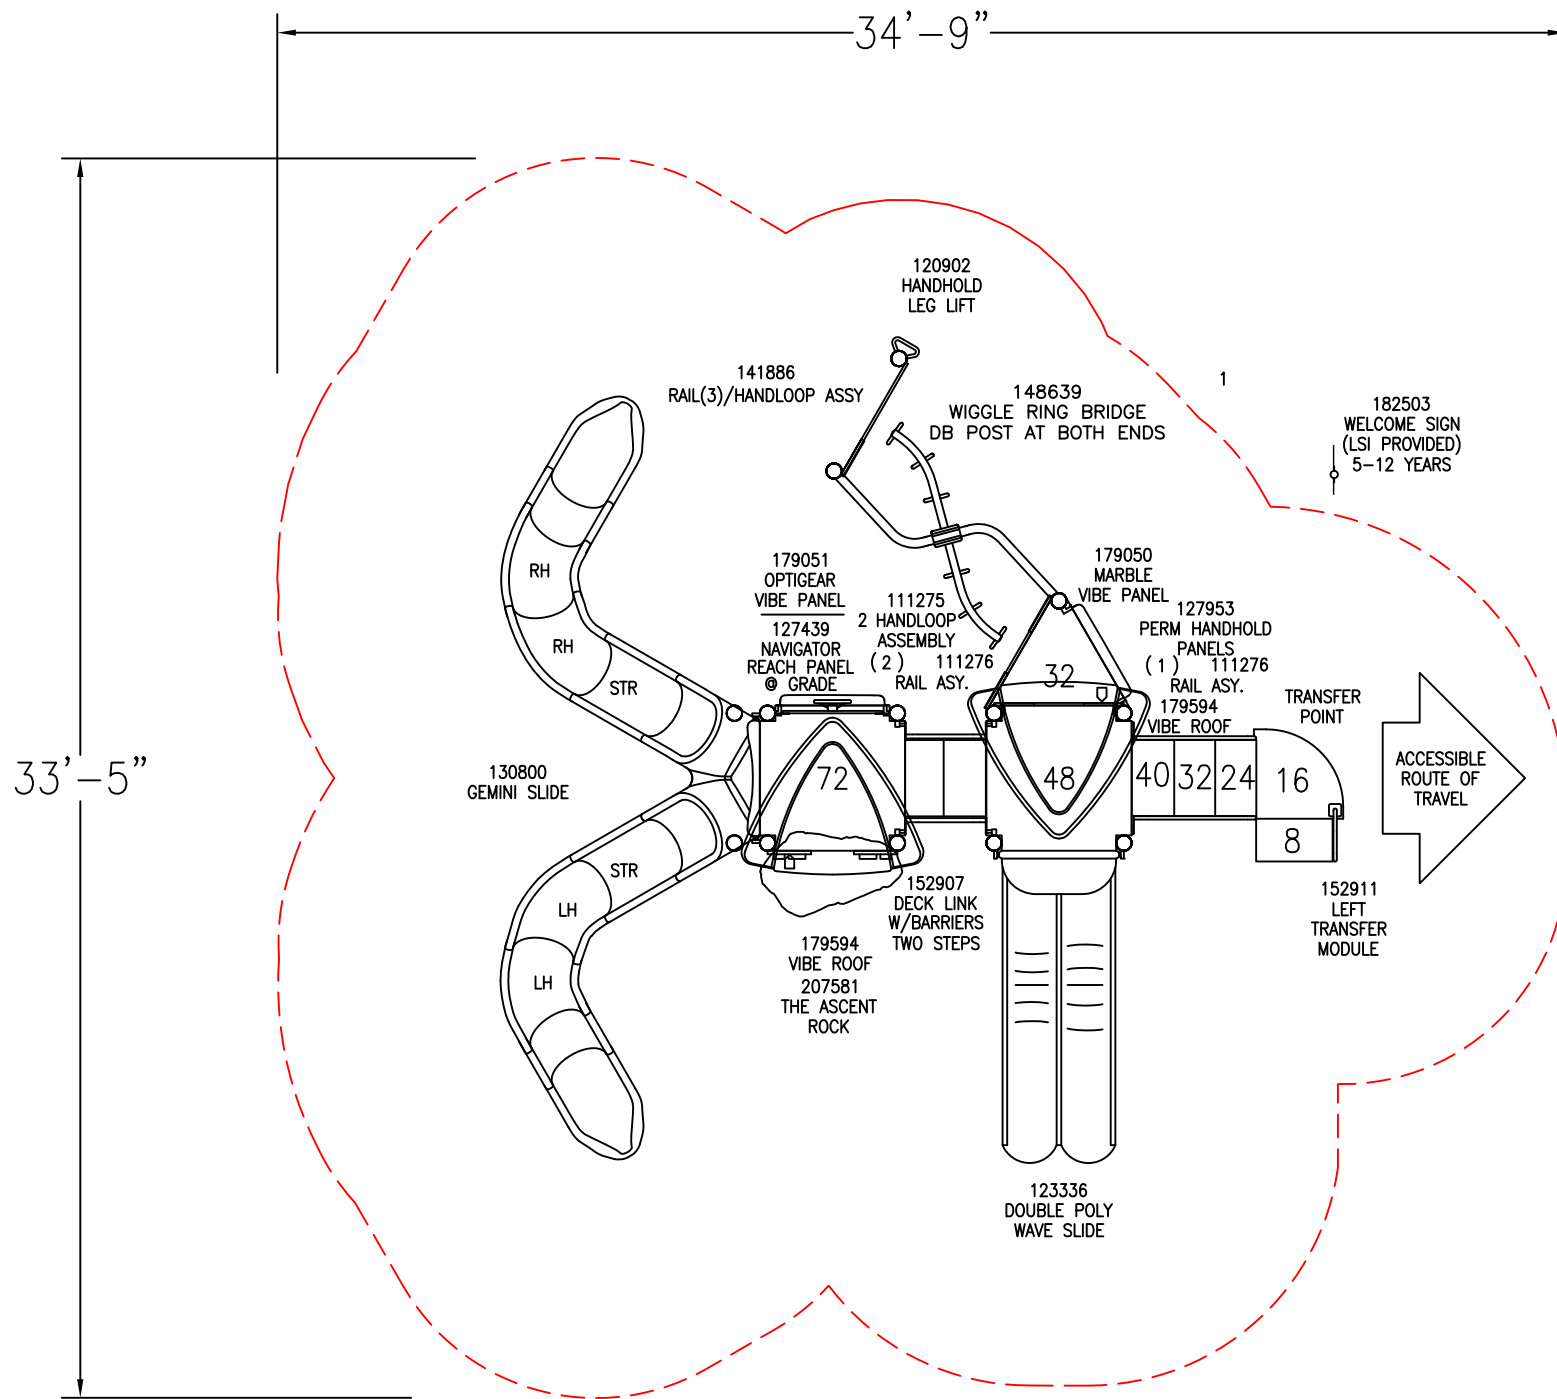 34'-9"
33'-5"
120902
HANDHOLD
LEG LIFT
141886
RAIL(3)/HANDLOOP ASSY
148639
WIGGLE RING BRIDGE
DB POST AT BOTH ENDS
1
182503
WELCOME SIGN
(LSI PROVIDED)
5-12 YEARS
179051
OPTIGEAR
VIBE PANEL
127439
NAVIGATOR
REACH PANEL
@ GRADE
111275
2 HANDLOOP
ASSEMBLY
(2) 111276
RAIL ASY.
179050
MARBLE
VIBE PANEL
127953
PERM HANDHOLD
PANELS
(1) 111276
RAIL ASY.
179594
VIBE ROOF
TRANSFER
POINT
ACCESSIBLE
ROUTE OF
TRAVEL
RH
RH
STR
130800
GEMINI SLIDE
STR
LH
LH
72
32
48
40
32
24
16
8
152907
DECK LINK
W/BARRIERS
TWO STEPS
179594
VIBE ROOF
207581
THE ASCENT
ROCK
152911
LEFT
TRANSFER
MODULE
123336
DOUBLE POLY
WAVE SLIDE